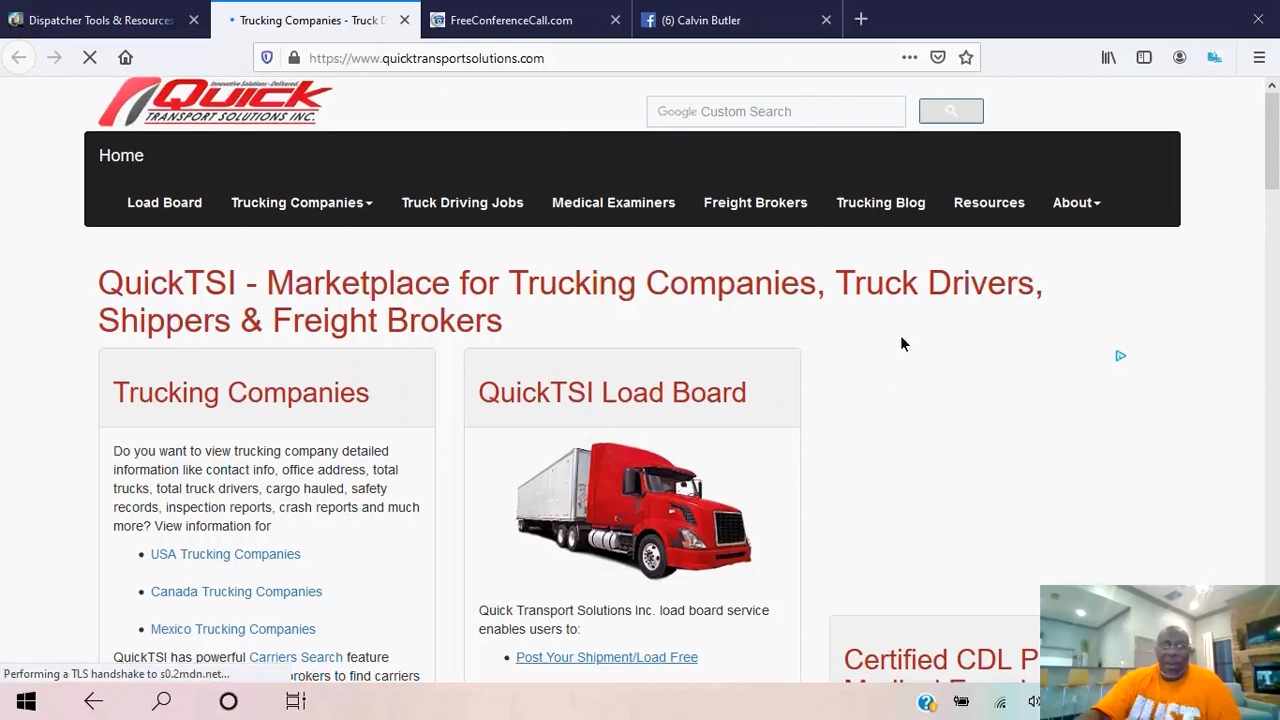 Dispatcher Tools & Resources
Trucking Companies - Truck D
FreeConferenceCall.com
(6) Calvin Butler
https://www.quicktransportsolutions.com
Innovative Solutions - Delivered.
Quick
TRANSPORT SOLUTIONS INC.
Google Custom Search
Home
Load Board
Trucking Companies
Truck Driving Jobs
Medical Examiners
Freight Brokers
Trucking Blog
Resources
About
QuickTSI - Marketplace for Trucking Companies, Truck Drivers,
Shippers & Freight Brokers
Trucking Companies
Do you want to view trucking company detailed
information like contact info, office address, total
trucks, total truck drivers, cargo hauled, safety
records, inspection reports, crash reports and much
more? View information for
• USA Trucking Companies
• Canada Trucking Companies
• Mexico Trucking Companies
QuickTSI has powerful Carriers Search feature
brokers to find carriers
QuickTSI Load Board
Quick Transport Solutions Inc. load board service
enables users to:
• Post Your Shipment/Load Free
Certified CDL P
Performing a TLS handshake to s0.2mdn.net...
JUST